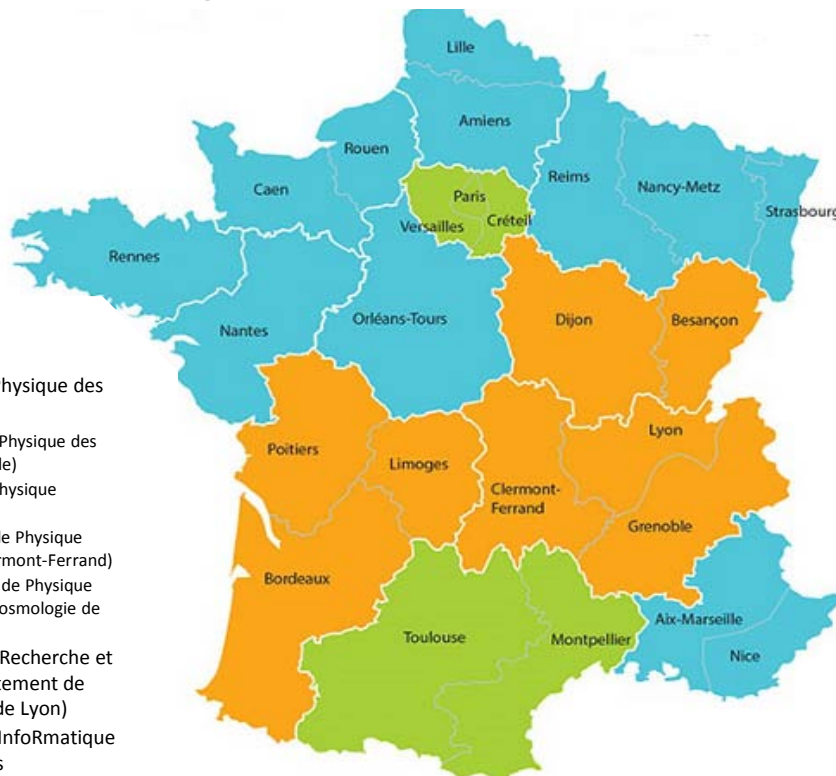 Lille
Amiens
Rouen
Reims
Caen
Paris
Nancy-Metz
Créteil
Strasbourg
Versailles
Rennes
Orléans-Tours
Dijon
Besançon
Nantes
Poitiers
Lyon
Limoges
Clermont-
Ferrand
Grenoble
Bordeaux
Aix-Marseille
Toulouse
Montpellier
Nice
Physique des
Physique des
le)
hysique
de Physique
rmont-Ferrand)
de Physique
osmologie de
Recherche et
tement de
de Lyon)
InfoRmatique
s